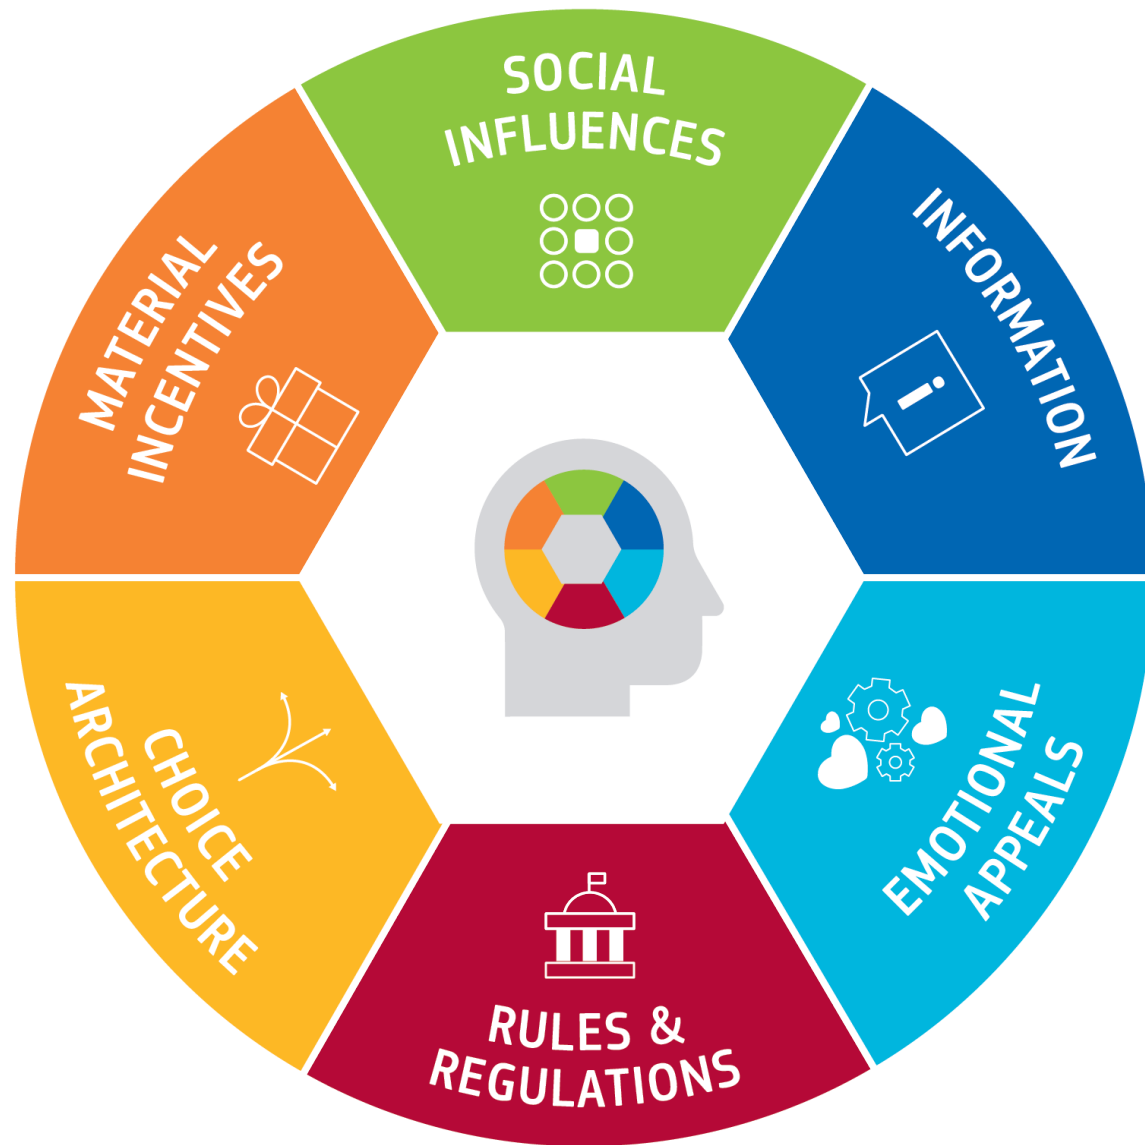 SOCIAL
INFLUENCES
INFORMATION
EMOTIONAL
APPEALS
RULES &
REGULATIONS
CHOICE
ARCHITECTURE
MATERIAL
INCENTIVES